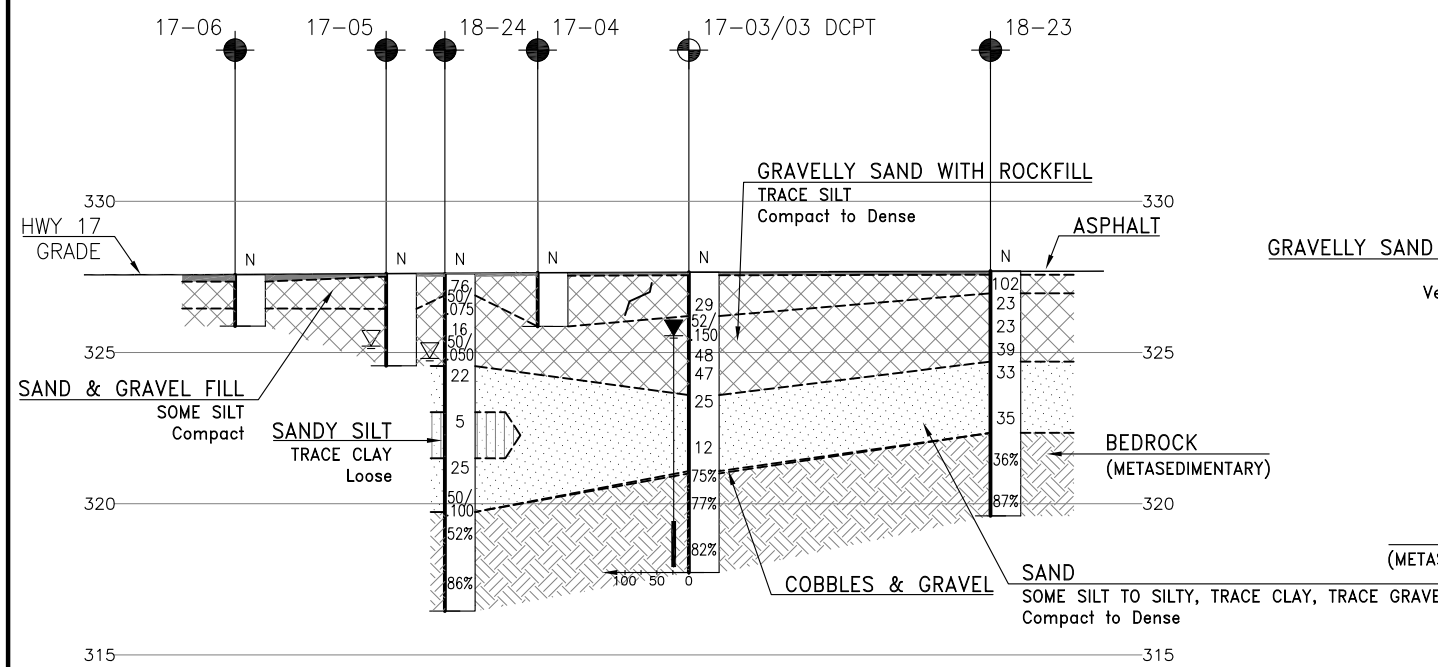 17-06
17-05
18-24
17-04
17-03/03 DCPT
18-23
GRAVELLY SAND WITH ROCKFILL
TRACE SILT
Compact to Dense
330
330
HWY 17
GRADE
ASPHALT
GRAVELLY SAND
Ve
N
N
N
N
N
N
76
50/
.075
16
50/
.050
22
5
25
50/
.100
52%
86%
29
52/
.150
48
47
25
12
75%
77%
82%
102
23
23
39
33
35
36%
87%
325
325
SAND & GRAVEL FILL
SOME SILT
Compact
SANDY SILT
TRACE CLAY
Loose
BEDROCK
(METASEDIMENTARY)
320
320
100 50 0
COBBLES & GRAVEL
SAND
SOME SILT TO SILTY, TRACE CLAY, TRACE GRAVE
Compact to Dense
(METAS
315
315